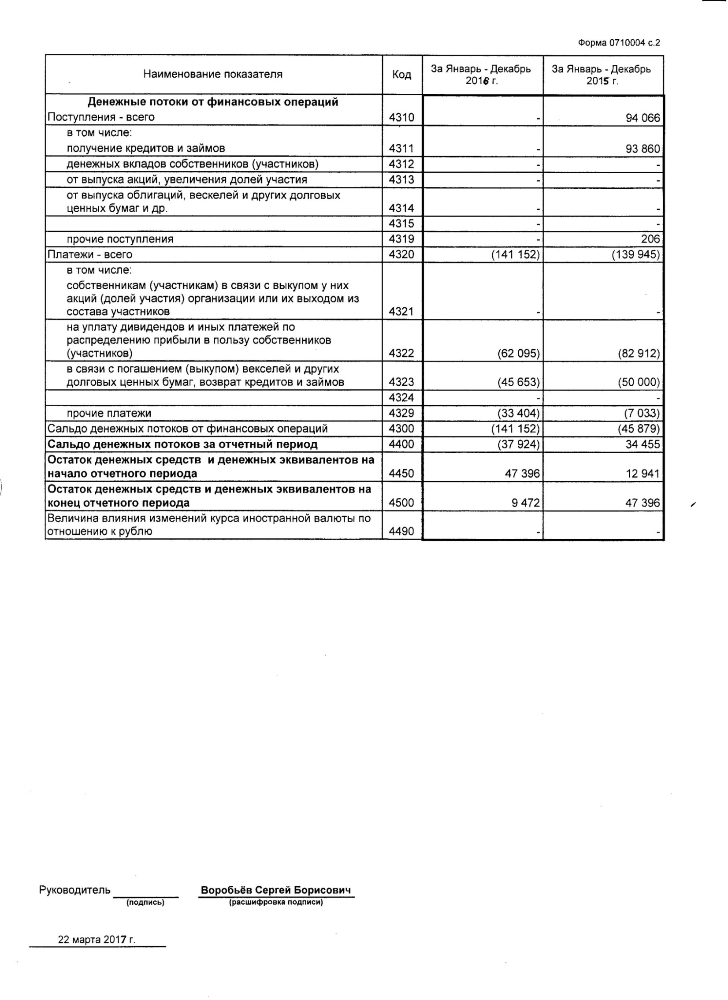 Форма 0710004 с.2
Наименование показателя Код За Январь - Декабрь 2016 г. За Январь - Декабрь 2015 г.
Денежные потоки от финансовых операций
Поступления - всего 4310 - 94 066
в том числе:
получение кредитов и займов 4311 - 93 860
денежных вкладов собственников (участников) 4312 - -
от выпуска акций, увеличения долей участия 4313 - -
от выпуска облигаций, вескелей и других долговых
ценных бумаг и др. 4314 - -
4315 - -
прочие поступления 4319 - 206
Платежи - всего 4320 (141 152) (139 945)
в том числе:
собственникам (участникам) в связи с выкупом у них
акций (долей участия) организации или их выходом из
состава участников 4321 - -
на уплату дивидендов и иных платежей по
распределению прибыли в пользу собственников
(участников) 4322 (62 095) (82 912)
в связи с погашением (выкупом) векселей и других
долговых ценных бумаг, возврат кредитов и займов 4323 (45 653) (50 000)
4324 - -
прочие платежи 4329 (33 404) (7 033)
Сальдо денежных потоков от финансовых операций 4300 (141 152) (45 879)
Сальдо денежных потоков за отчетный период 4400 (37 924) 34 455
Остаток денежных средств и денежных эквивалентов на
начало отчетного периода 4450 47 396 12 941
Остаток денежных средств и денежных эквивалентов на
конец отчетного периода 4500 9 472 47 396
Величина влияния изменений курса иностранной валюты по
отношению к рублю 4490 - -
Руководитель Воробьёв Сергей Борисович
(подпись) (расшифровка подписи)
22 марта 2017 г.